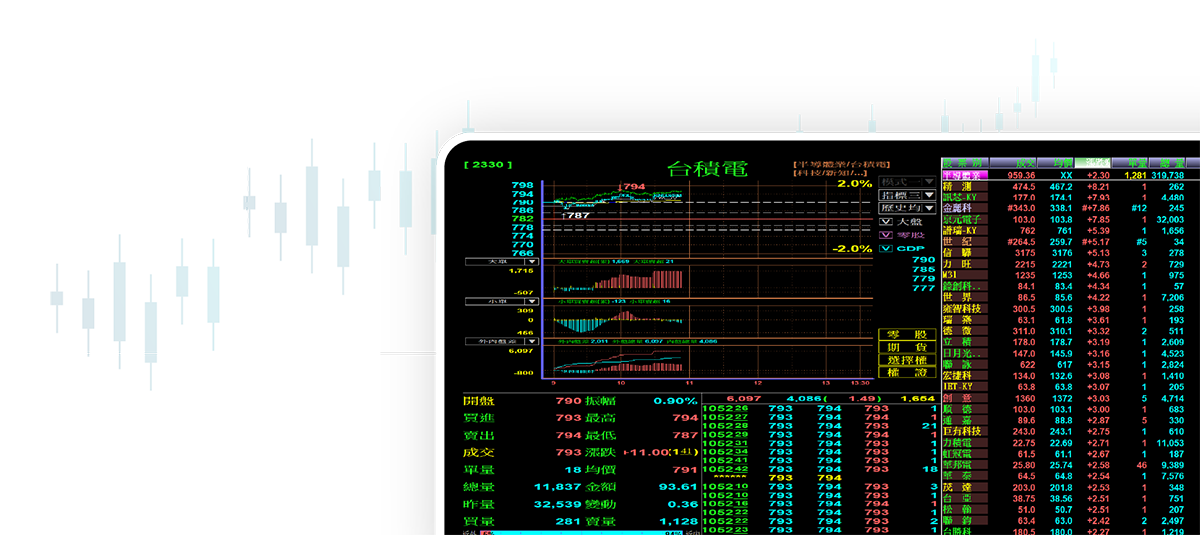 [ 2330 ]
台積電
[半導體業/台積電]
[科技/新知/...]
798
794
790
786
782
778
774
770
766
794
↑787
2.0%
-2.0%
模式一
指標三
歷史均
大盤
零股
CDP
790
785
779
777
大單
1,715
-507
小單
309
0
456
外內盤差
5,097
-800
9
10
11
12
13
13.30
零 股
期 貨
選擇權
權 證
開盤 790 振幅 0.90%
買進 793 最高 794
賣出 794 最低 787
成交 793 漲跌 +11.00(1.41)
單量 18 均價 791
總量 11,837 金額 93.61
昨量 32,539 變動 0.36
買量 281 賣量 1,128
6,097 4,086( 1.49) 1,654
105226 793 794 793 1
105227 793 794 794 1
105228 793 794 794 21
105229 793 794 793 1
105231 793 794 793 1
105234 793 794 793 1
105241 793 794 793 1
105242 793 794 793 18
****** 793 794
105210 793 794 793 3
105210 793 794 793 1
105216 793 794 793 1
105222 793 794 793 1
105222 793 794 793 2
105223 793 794 793 1
成交 均價 單量 總量
半導體業 959.36 XX +2.30 1,281 319,738
精 測 474.5 467.2 +8.21 1 262
訊芯-KY 177.0 174.1 +7.93 1 4,480
金麗科 #343.0 338.1 #+7.86 #12 245
京元電子 103.0 103.8 +7.85 1 32,003
譜瑞-KY 762 761 +5.39 1 1,656
世 紀 #264.5 259.7 #+5.17 #5 34
信 驊 3175 3176 +5.13 3 278
力 旺 2215 2221 +4.73 2 729
M31 1235 1253 +4.66 1 975
鈺創科.. 84.1 83.4 +4.34 1 57
世 界 86.5 85.6 +4.22 1 7,206
雍智科技 300.5 300.5 +3.98 1 258
瑞 63.1 61.8 +3.61 1 193
德 微 311.0 310.1 +3.32 2 511
立 積 178.0 178.7 +3.19 1 2,609
日月光.. 147.0 145.9 +3.16 1 4,523
聯 詠 622 617 +3.15 1 2,824
宏捷科 134.0 132.6 +3.08 1 1,410
IET-KY 63.8 63.8 +3.07 1 205
創 意 1360 1372 +3.03 5 4,714
順 德 103.0 103.1 +3.00 1 683
通 嘉 89.6 88.8 +2.87 5 330
巨有科技 243.0 243.1 +2.75 1 610
力積電 22.75 22.69 +2.71 1 11,053
虹冠電 61.5 61.1 +2.67 1 187
華邦電 25.80 25.74 +2.58 46 9,389
華 泰 64.5 64.8 +2.54 1 7,576
茂 達 203.0 201.8 +2.53 1 348
台 亞 38.75 38.56 +2.51 1 751
松 翰 51.0 50.7 +2.51 1 207
聯 鈞 63.4 63.0 +2.42 2 2,497
台勝科 180.5 180.0 +2.27 1 1,219